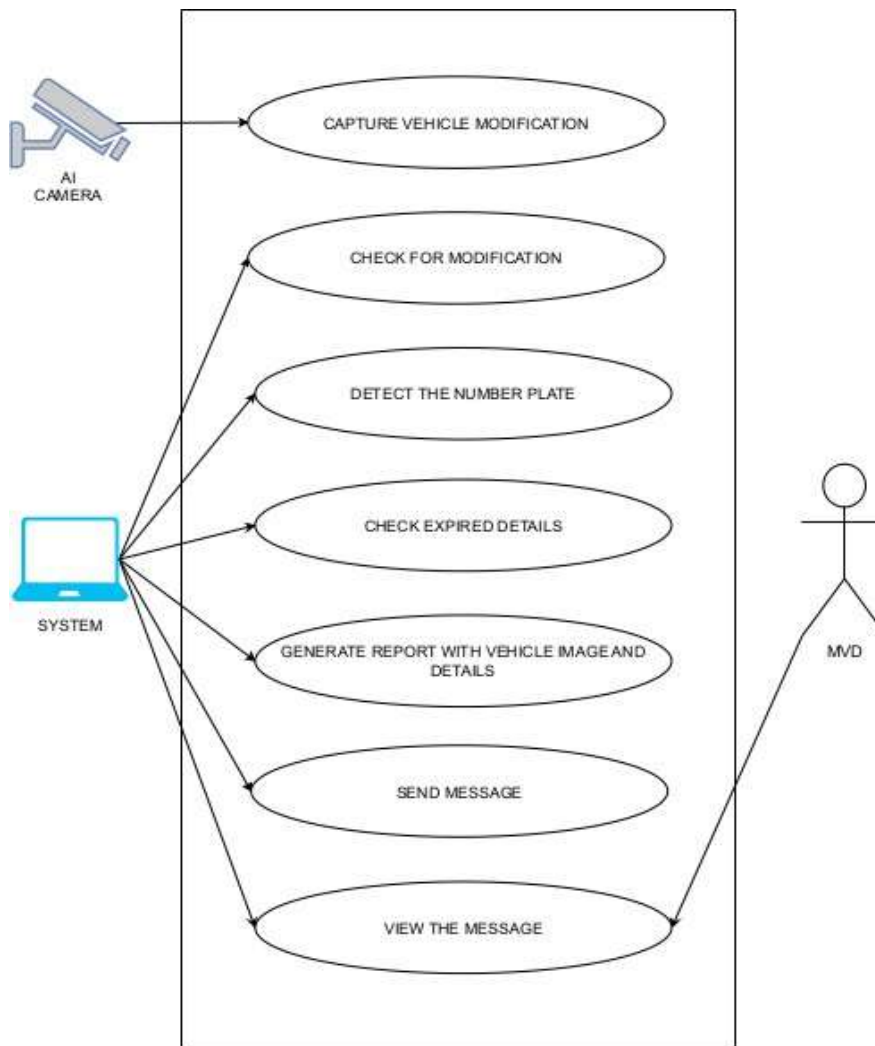 CAPTURE VEHICLE MODIFICATION
AI
CAMERA
CHECK FOR MODIFICATION
DETECT THE NUMBER PLATE
CHECK EXPIRED DETAILS
SYSTEM
GENERATE REPORT WITH VEHICLE IMAGE AND
DETAILS
MVD
SEND MESSAGE
VIEW THE MESSAGE